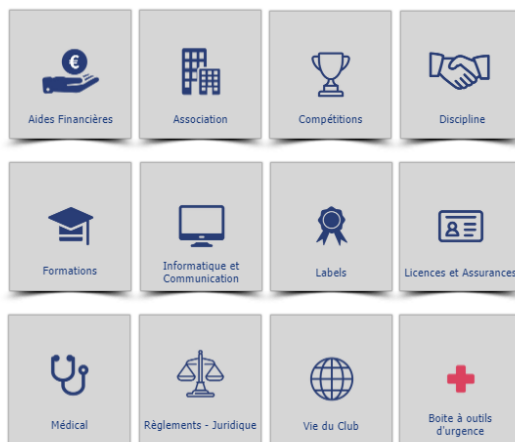 Aides Financières
Association
Compétitions
Discipline
Formations
Informatique et
Communication
Labels
Licences et Assurances
Médical
Règlements - Juridique
Vie du Club
Boite à outils
d'urgence